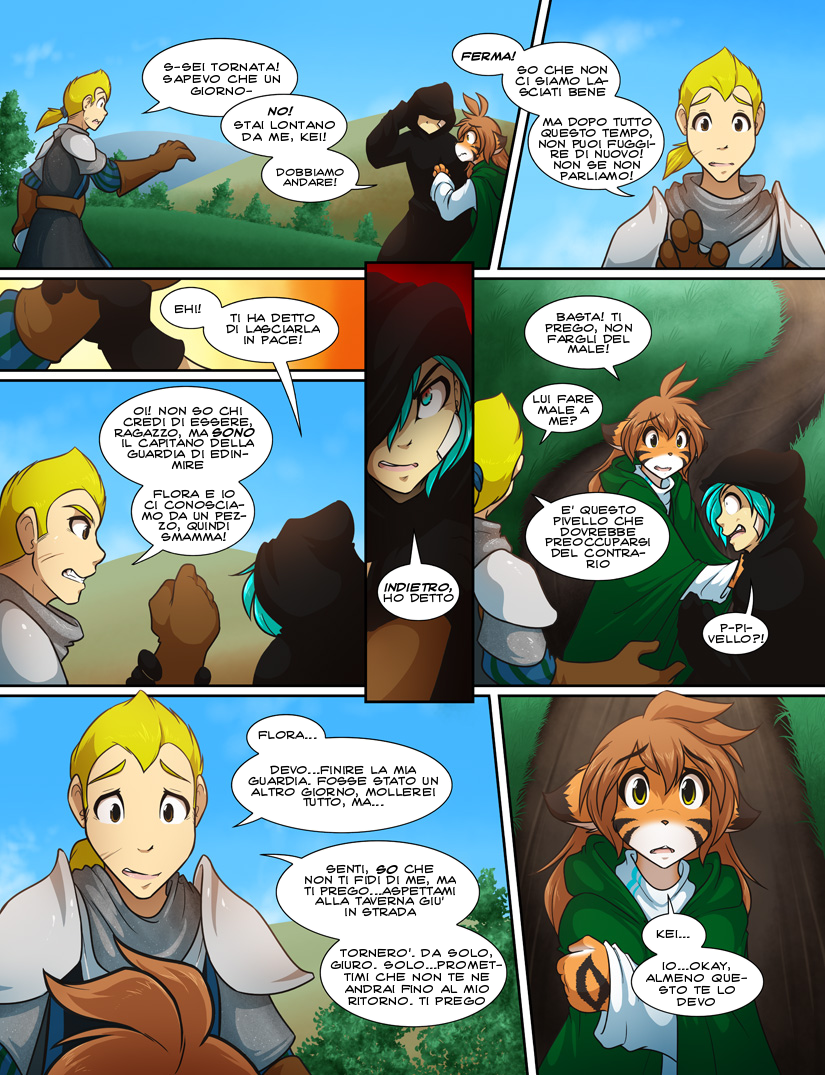 S-SEI TORNATA!
SAPEVO CHE UN
GIORNO-
NO!
STAI LONTANO
DA ME, KEI!
DOBBIAMO
ANDARE!
FERMA!
SO CHE NON
CI SIAMO LA-
SCIATI BENE
MA DOPO TUTTO
QUESTO TEMPO,
NON PUOI FUGGI-
RE DI NUOVO!
NON SE NON
PARLIAMO!
EHI!
TI HA DETTO
DI LASCIARLA
IN PACE!
OI! NON SO CHI
CREDI DI ESSERE,
RAGAZZO, MA SONO
IL CAPITANO DELLA
GUARDIA DI EDIN-
MIRE
FLORA E IO
CI CONOSCIA-
MO DA UN PEZ-
ZO, QUINDI
SMAMMA!
INDIETRO,
HO DETTO
BASTA! TI
PREGO, NON
FARGLI DEL
MALE!
LUI FARE
MALE A
ME?
E' QUESTO
PIVELLO CHE
DOVREBBE
PREOCCUPARSI
DEL CONTRA-
RIO
P-PI-
VELLO?!
FLORA...
DEVO...FINIRE LA MIA
GUARDIA. FOSSE STATO UN
ALTRO GIORNO, MOLLEREI
TUTTO, MA...
SENTI, SO CHE
NON TI FIDI DI ME, MA
TI PREGO...ASPETTAMI
ALLA TAVERNA GIU'
IN STRADA
TORNERO'. DA SOLO,
GIURO. SOLO...PROMET-
TIMI CHE NON TE NE
ANDRAI FINO AL MIO
RITORNO. TI PREGO
KEI...
IO...OKAY,
ALMENO QUE-
STO TE LO
DEVO